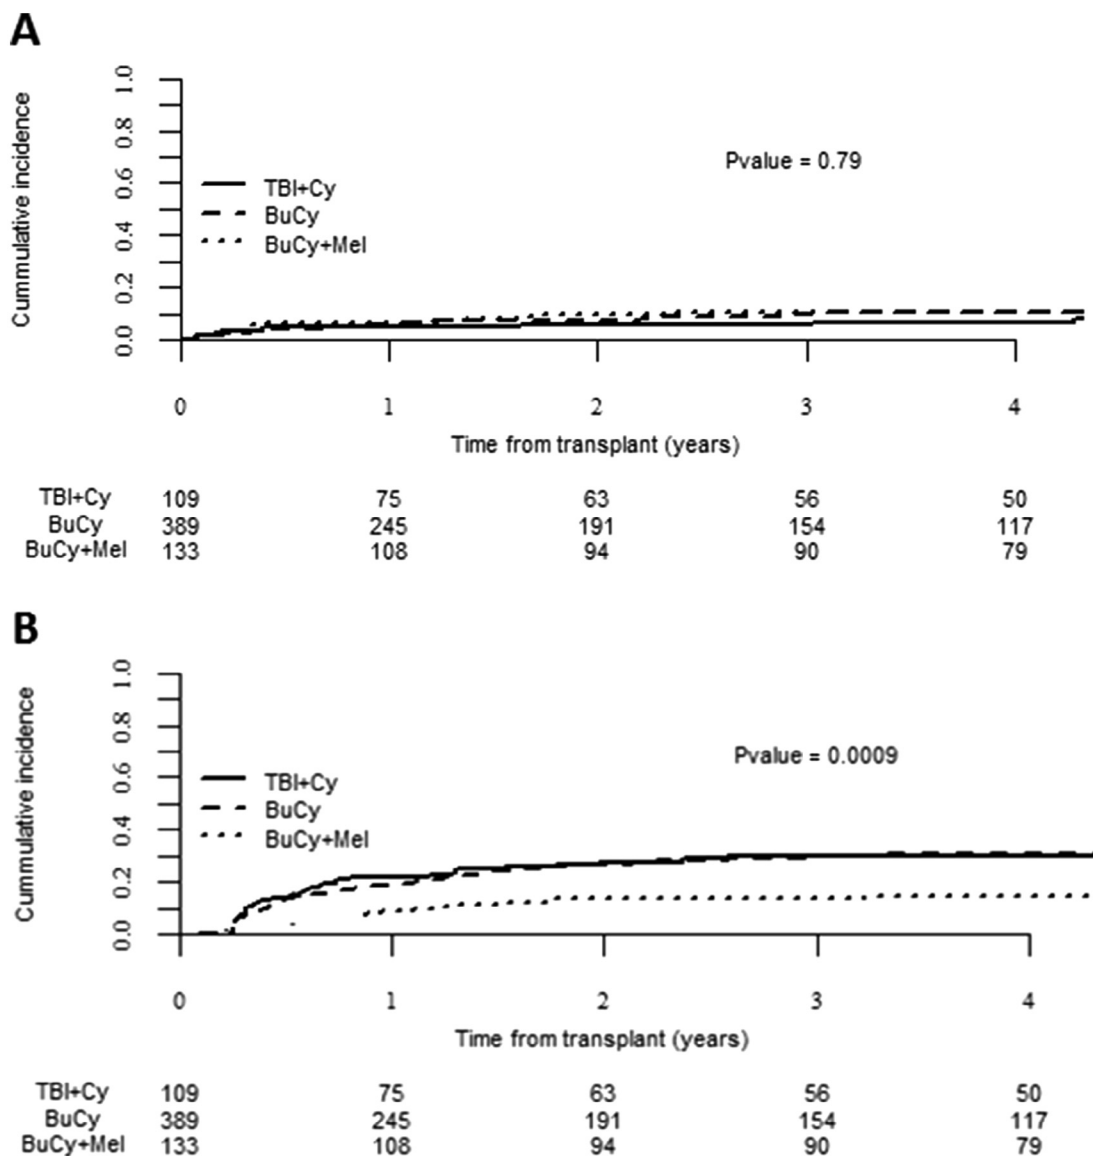 A
Cummulative incidence
1.0
0.8
0.6
0.4
0.2
0.0
Pvalue = 0.79
TBI+Cy
BuCy
BuCy+Mel
0 1 2 3 4
Time from transplant (years)
TBI+Cy 109 75 63 56 50
BuCy 389 245 191 154 117
BuCy+Mel 133 108 94 90 79
B
Cummulative incidence
1.0
0.8
0.6
0.4
0.2
0.0
Pvalue = 0.0009
TBI+Cy
BuCy
BuCy+Mel
0 1 2 3 4
Time from transplant (years)
TBI+Cy 109 75 63 56 50
BuCy 389 245 191 154 117
BuCy+Mel 133 108 94 90 79